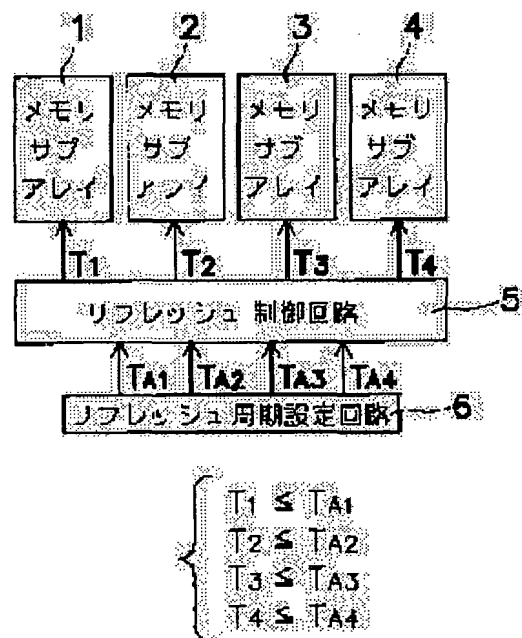 1 2 3 4
メモリ メモリ メモリ メモリ
サブ サブ サブ サブ
アレイ アレイ アレイ アレイ
T1 T2 T3 T4
リフレッシュ 制御回路 5
TA1 TA2 TA3 TA4
リフレッシュ周期設定回路 6
T1 ≦ TA1
T2 ≦ TA2
T3 ≦ TA3
T4 ≦ TA4